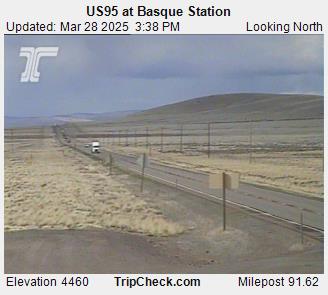 US95 at Basque Station
Updated: Mar 28 2025 3:38 PM Looking North
Elevation 4460 TripCheck.com Milepost 91.62